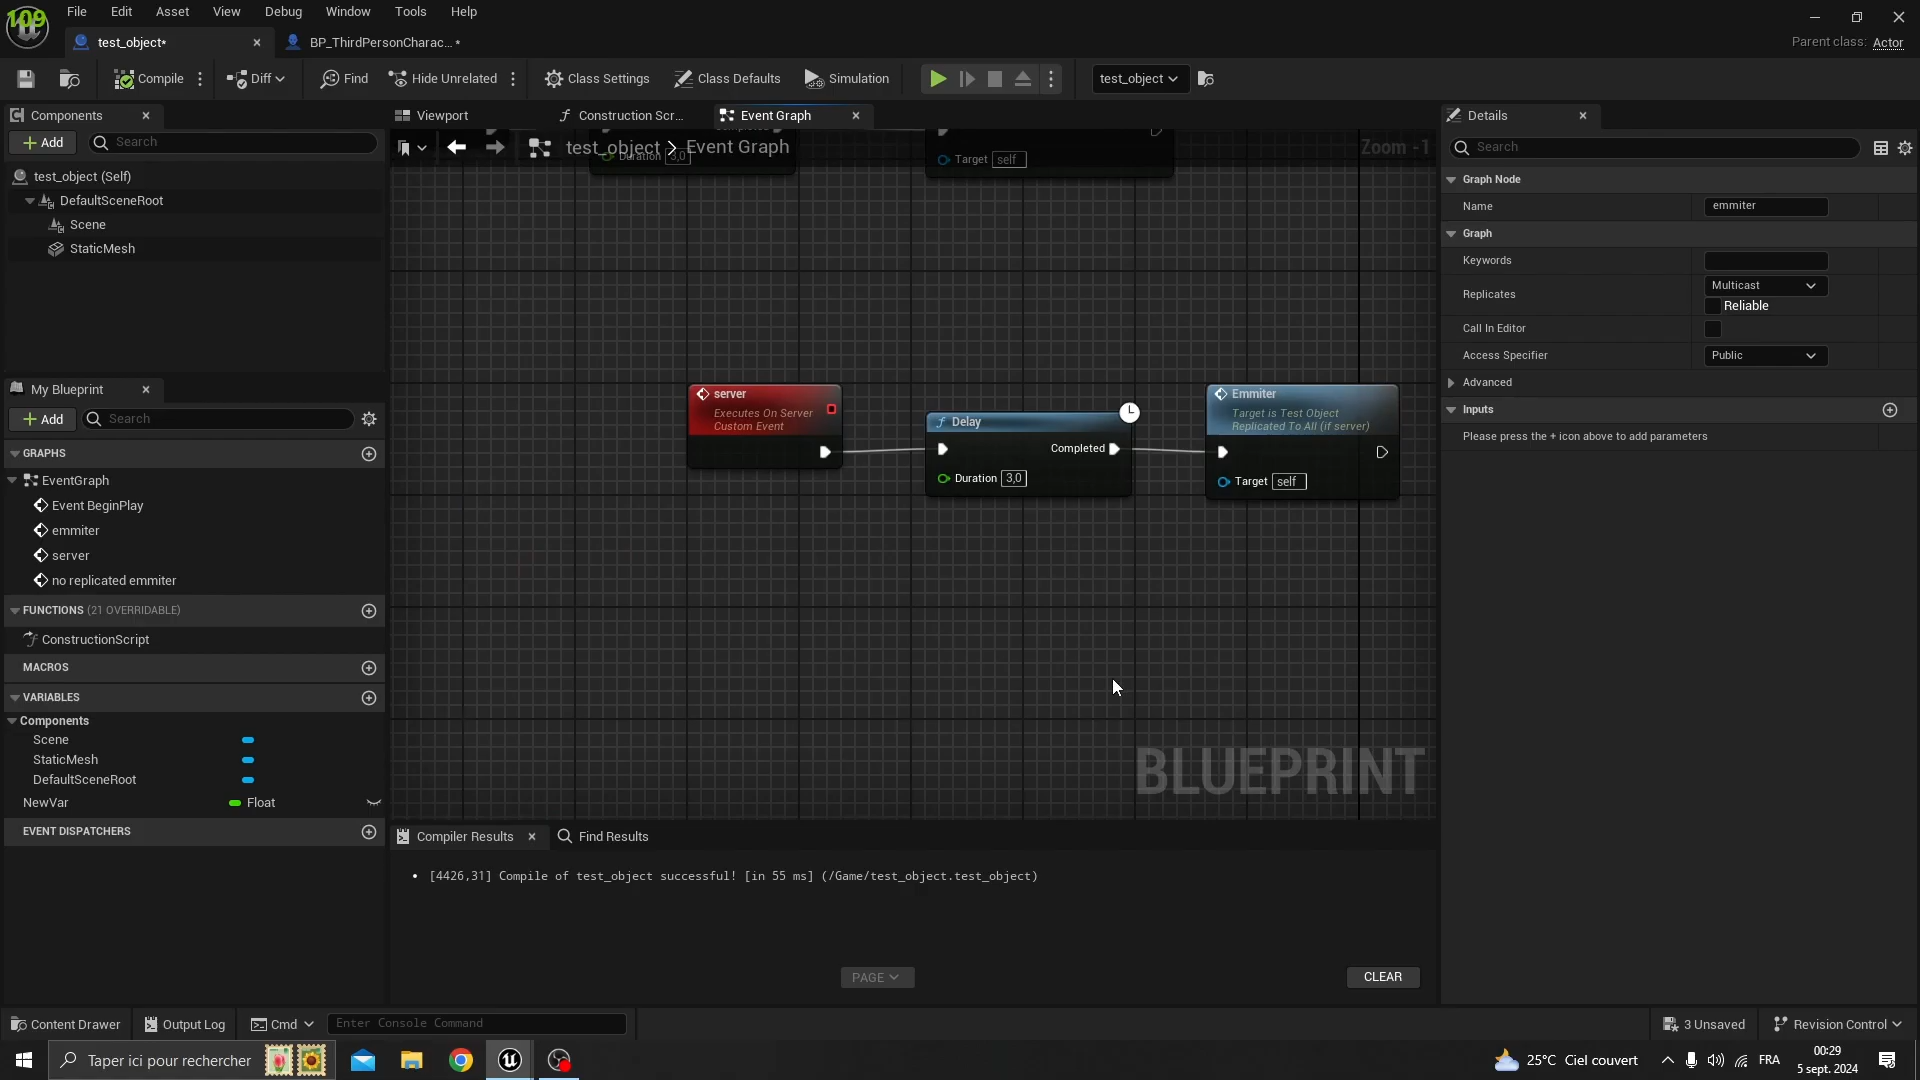 109
File Edit Asset View Debug Window Tools Help
test_object*
BP_ThirdPersonCharac... *
Parent class: Actor
Compile
Diff
Find
Hide Unrelated
Class Settings
Class Defaults
Simulation
test_object
Components
Add
Search
test_object (Self)
DefaultSceneRoot
Scene
StaticMesh
My Blueprint
Add
Search
GRAPHS
EventGraph
Event BeginPlay
emmiter
server
no replicated emmiter
FUNCTIONS (21 OVERRIDABLE)
ConstructionScript
MACROS
VARIABLES
Components
Scene
StaticMesh
DefaultSceneRoot
NewVar Float
EVENT DISPATCHERS
Viewport
Construction Scr...
Event Graph
test_object > Event Graph
Zoom -1
Duration 3,0
Target self
server
Executes On Server
Custom Event
Delay
Completed
Duration 3,0
Emmiter
Target is Test Object
Replicated To All (if server)
Target self
BLUEPRINT
Compiler Results
Find Results
• [4426,31] Compile of test_object successful! [in 55 ms] (/Game/test_object.test_object)
PAGE
CLEAR
Details
Search
Graph Node
Name emmiter
Graph
Keywords
Replicates Multicast
Reliable
Call In Editor
Access Specifier Public
Advanced
Inputs
Please press the + icon above to add parameters
Content Drawer
Output Log
Cmd
Enter Console Command
3 Unsaved
Revision Control
Taper ici pour rechercher
25°C Ciel couvert
FRA
00:29
5 sept. 2024